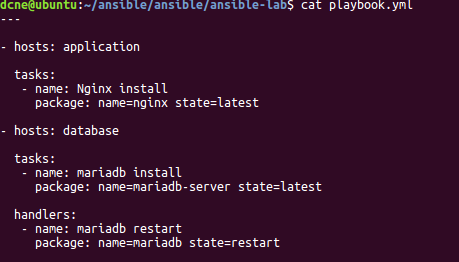 dcne@ubuntu:~/ansible/ansible/ansible-lab$ cat playbook.yml
---
- hosts: application
  tasks:
   - name: Nginx install
     package: name=nginx state=latest
- hosts: database
  tasks:
   - name: mariadb install
     package: name=mariadb-server state=latest
  handlers:
   - name: mariadb restart
     package: name=mariadb state=restart